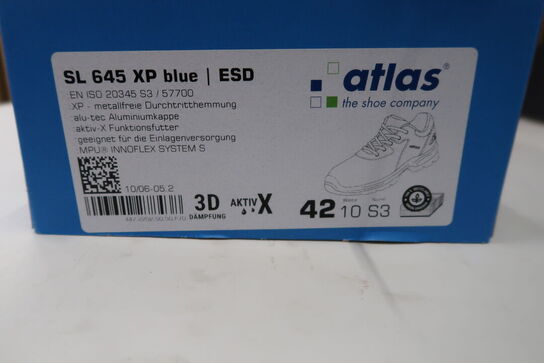 SL 645 XP blue | ESD
EN ISO 20345 S3 / 57700
XP - metallfreie Durchtritthemmung
alu-tec Aluminiumkappe
aktiv-X Funktionsfutter
geeignet für die Einlagenversorgung
MPU® INNOFLEX SYSTEM S
atlas®
the shoe company
10/06-05.2
3D
DÄMPFUNG
AKTIV X
42 10 S3